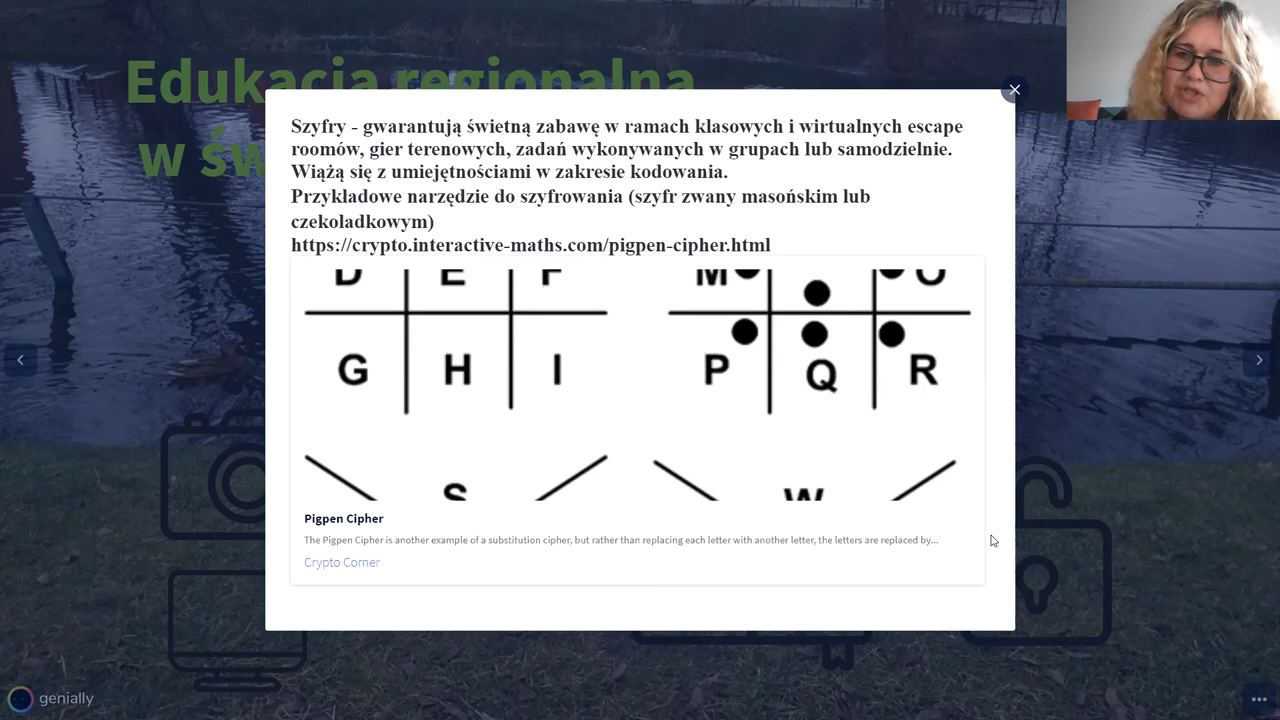 Edukacja regionalna
w św
Szyfry - gwarantują świetną zabawę w ramach klasowych i wirtualnych escape
roomów, gier terenowych, zadań wykonywanych w grupach lub samodzielnie.
Wiążą się z umiejętnościami w zakresie kodowania.
Przykładowe narzędzie do szyfrowania (szyfr zwany masońskim lub
czekoladkowym)
https://crypto.interactive-maths.com/pigpen-cipher.html
D E F M O
G H I P Q R
S W
Pigpen Cipher
The Pigpen Cipher is another example of a substitution cipher, but rather than replacing each letter with another letter, the letters are replaced by...
Crypto Corner
genially